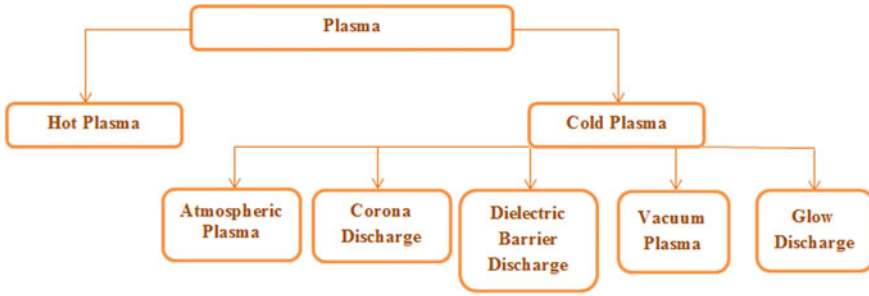 Plasma
Hot Plasma
Cold Plasma
Atmospheric
Plasma
Corona
Discharge
Dielectric
Barrier
Discharge
Vacuum
Plasma
Glow
Discharge